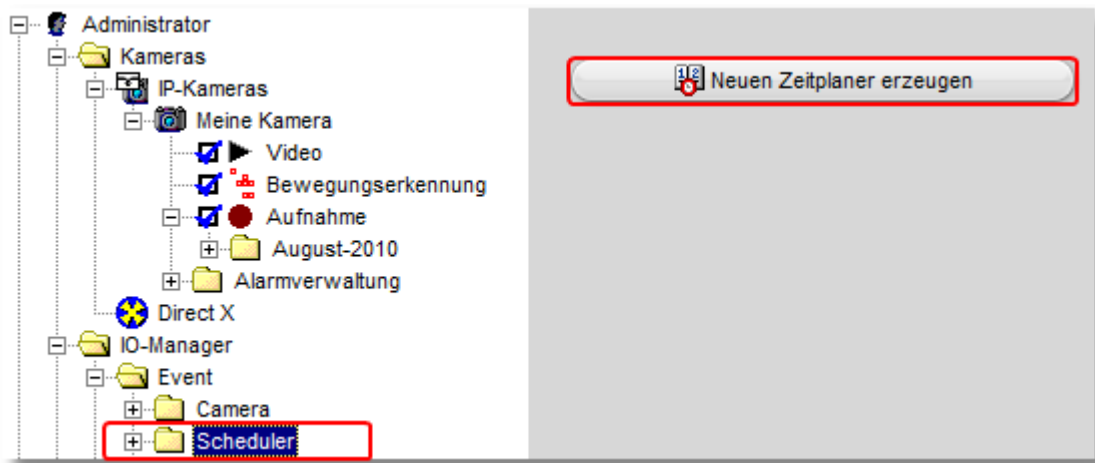 Administrator
Kameras
IP-Kameras
Meine Kamera
Video
Bewegungserkennung
Aufnahme
August-2010
Alarmverwaltung
Direct X
IO-Manager
Event
Camera
Scheduler
Neuen Zeitplaner erzeugen